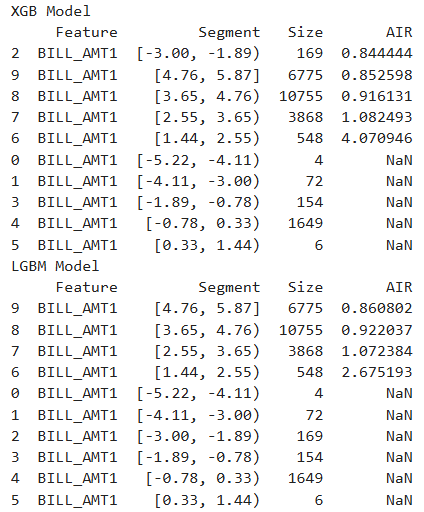 XGB Model
Feature Segment Size AIR
2 BILL_AMT1 [-3.00, -1.89) 169 0.844444
9 BILL_AMT1 [4.76, 5.87] 6775 0.852598
8 BILL_AMT1 [3.65, 4.76) 10755 0.916131
7 BILL_AMT1 [2.55, 3.65) 3868 1.082493
6 BILL_AMT1 [1.44, 2.55) 548 4.070946
0 BILL_AMT1 [-5.22, -4.11) 4 NaN
1 BILL_AMT1 [-4.11, -3.00) 72 NaN
3 BILL_AMT1 [-1.89, -0.78) 154 NaN
4 BILL_AMT1 [-0.78, 0.33) 1649 NaN
5 BILL_AMT1 [0.33, 1.44) 6 NaN
LGBM Model
Feature Segment Size AIR
9 BILL_AMT1 [4.76, 5.87] 6775 0.860802
8 BILL_AMT1 [3.65, 4.76) 10755 0.922037
7 BILL_AMT1 [2.55, 3.65) 3868 1.072384
6 BILL_AMT1 [1.44, 2.55) 548 2.675193
0 BILL_AMT1 [-5.22, -4.11) 4 NaN
1 BILL_AMT1 [-4.11, -3.00) 72 NaN
2 BILL_AMT1 [-3.00, -1.89) 169 NaN
3 BILL_AMT1 [-1.89, -0.78) 154 NaN
4 BILL_AMT1 [-0.78, 0.33) 1649 NaN
5 BILL_AMT1 [0.33, 1.44) 6 NaN